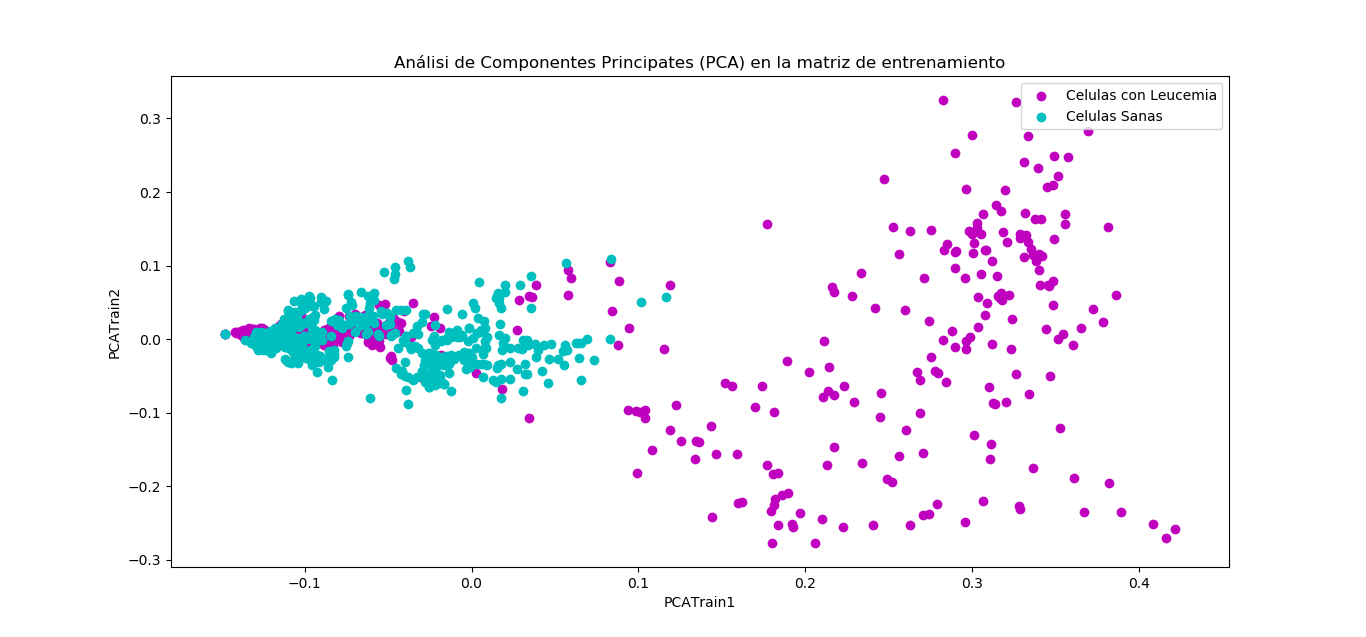 Análisi de Componentes Principates (PCA) en la matriz de entrenamiento
Celulas con Leucemia
Celulas Sanas
PCATrain2
0.3
0.2
0.1
0.0
−0.1
−0.2
−0.3
−0.1
0.0
0.1
0.2
0.3
0.4
PCATrain1